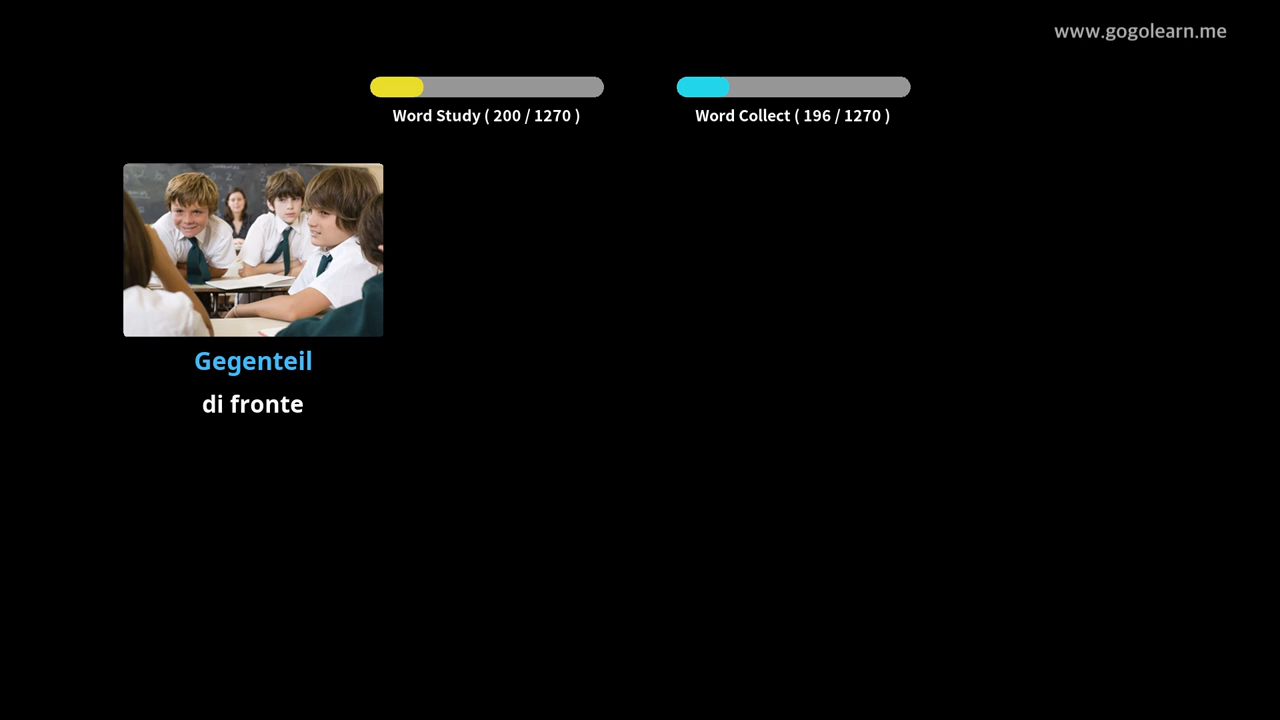 www.gogolearn.me
Word Study ( 200 / 1270 )
Word Collect ( 196 / 1270 )
Gegenteil
di fronte